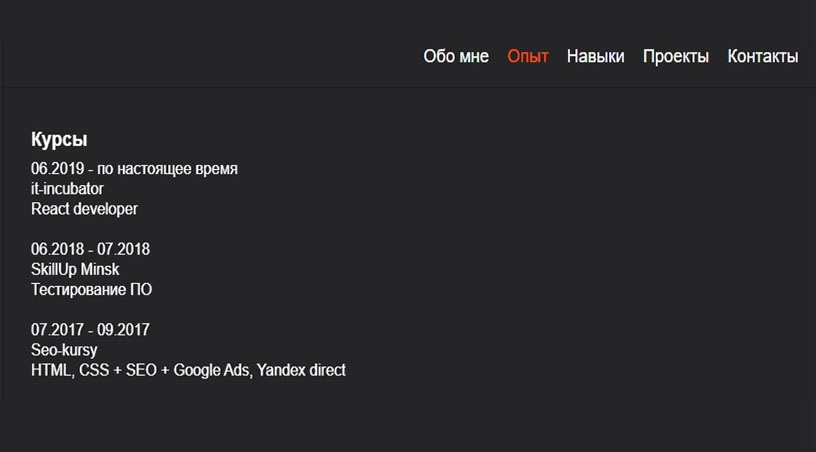 Обо мне Опыт Навыки Проекты Контакты
Курсы
06.2019 - по настоящее время
it-incubator
React developer
06.2018 - 07.2018
SkillUp Minsk
Тестирование ПО
07.2017 - 09.2017
Seo-kursy
HTML, CSS + SEO + Google Ads, Yandex direct